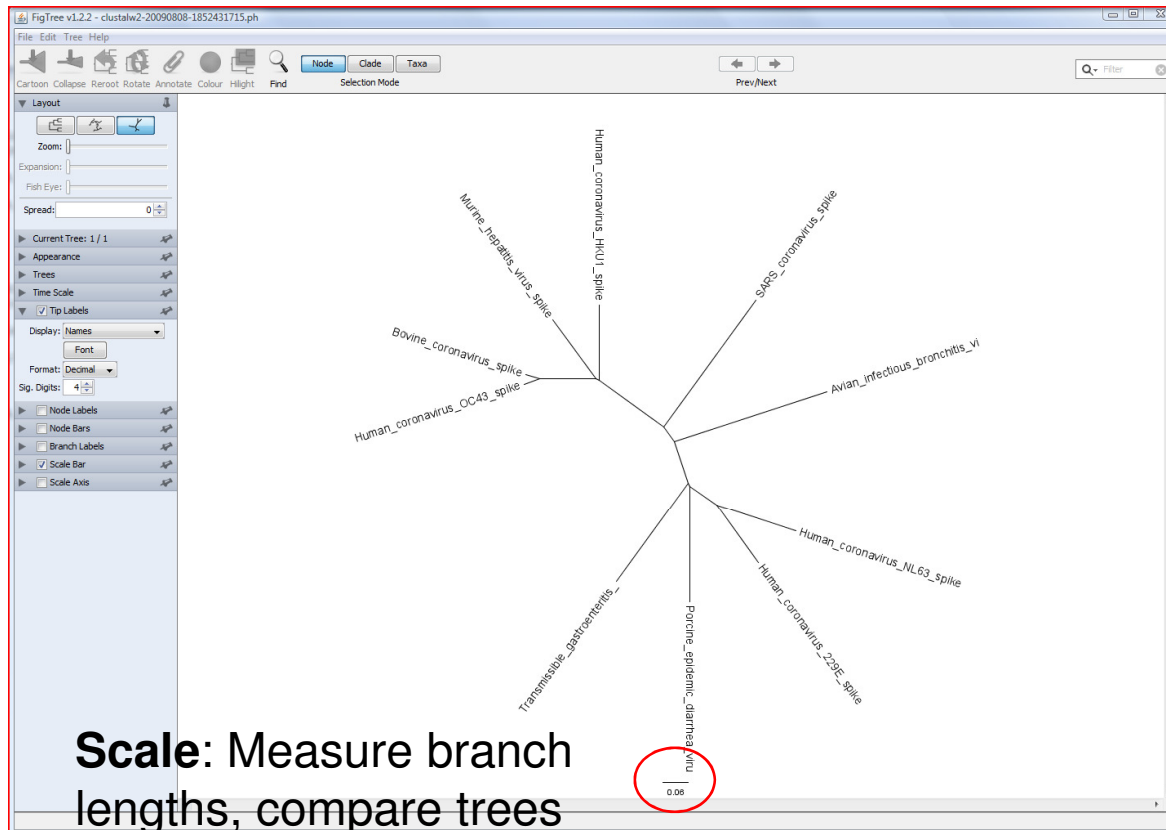 FigTree v1.2.2 - clustalw2-20090808-1852431715.ph
File Edit Tree Help
Cartoon Collapse Reroot Rotate Annotate Colour Hilight Find
Node Clade Taxa
Selection Mode
Prev/Next
Filter
Layout
Zoom:
Expansion:
Fish Eye:
Spread: 0
Current Tree: 1 / 1
Appearance
Trees
Time Scale
Tip Labels
Display: Names
Font
Format: Decimal
Sig. Digits: 4
Node Labels
Node Bars
Branch Labels
Scale Bar
Scale Axis
Human_coronavirus_HKU1_spike
Murine_hepatitis_virus_spike
SARS_coronavirus_spike
Bovine_coronavirus_spike
Avian_infectious_bronchitis_vi
Human_coronavirus_OC43_spike
Human_coronavirus_NL63_spike
Human_coronavirus_229E_spike
Transmissible_gastroenteritis_
Porcine_epidemic_diarrhea_viru
0.06
Scale: Measure branch
lengths, compare trees